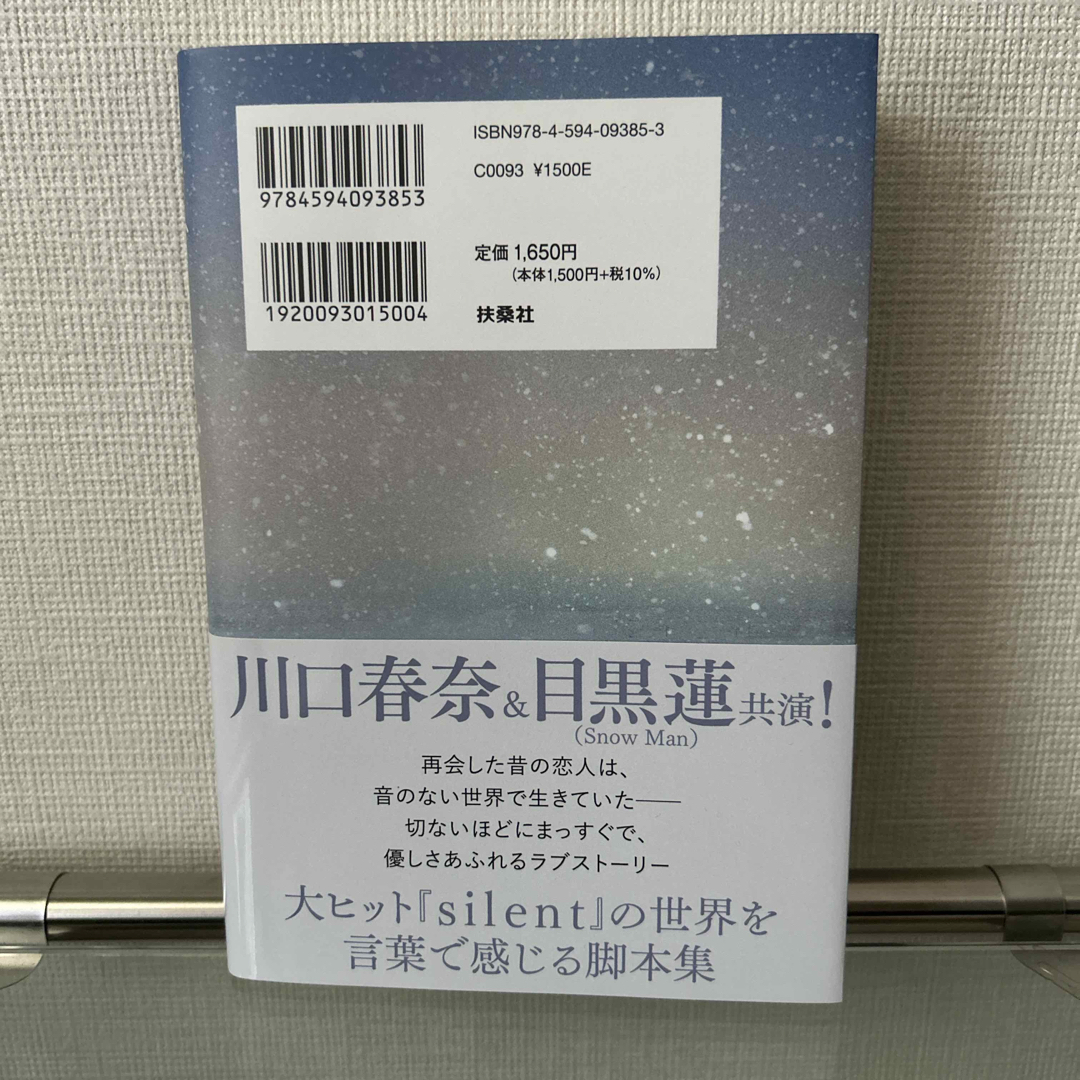 ISBN978-4-594-09385-3
C0093 ¥1500E
9784594093853
定価 1,650円
（本体1,500円+税10%）
1920093015004
扶桑社
川口春奈&目黒蓮共演!
（Snow Man）
再会した昔の恋人は、
音のない世界で生きていた――
切ないほどにまっすぐで、
優しさあふれるラブストーリー
大ヒット『silent』の世界を
言葉で感じる脚本集